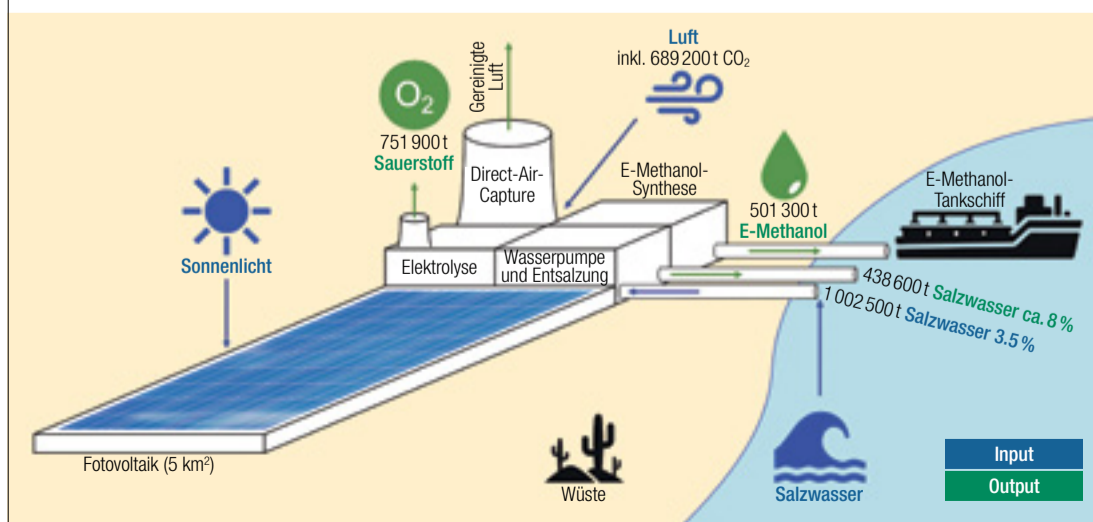 Luft
inkl. 689 200 t CO₂
Gereinigte
Luft
O₂
751 900 t
Sauerstoff
Direct-Air-
Capture
E-Methanol-
Synthese
501 300 t
E-Methanol
E-Methanol-
Tankschiff
Sonnenlicht
Elektrolyse
Wasserpumpe
und Entsalzung
438 600 t Salzwasser ca. 8 %
1 002 500 t Salzwasser 3.5 %
Fotovoltaik (5 km²)
Wüste
Salzwasser
Input
Output